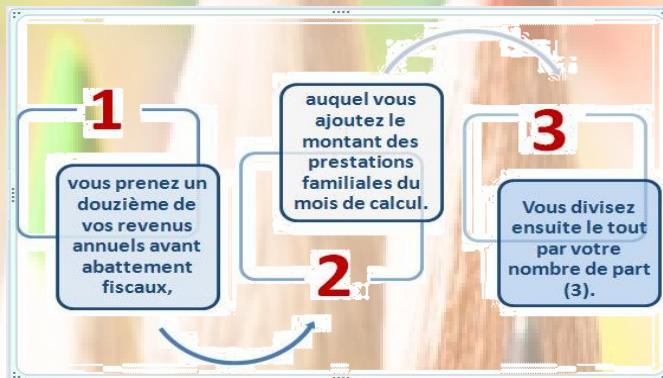 1
vous prenez un
douzième de
vos revenus
annuels avant
abattement
fiscaux,
auquel vous
ajoutez le
montant des
prestations
familiales du
mois de calcul.
2
3
Vous divisez
ensuite le tout
par votre
nombre de part
(3).